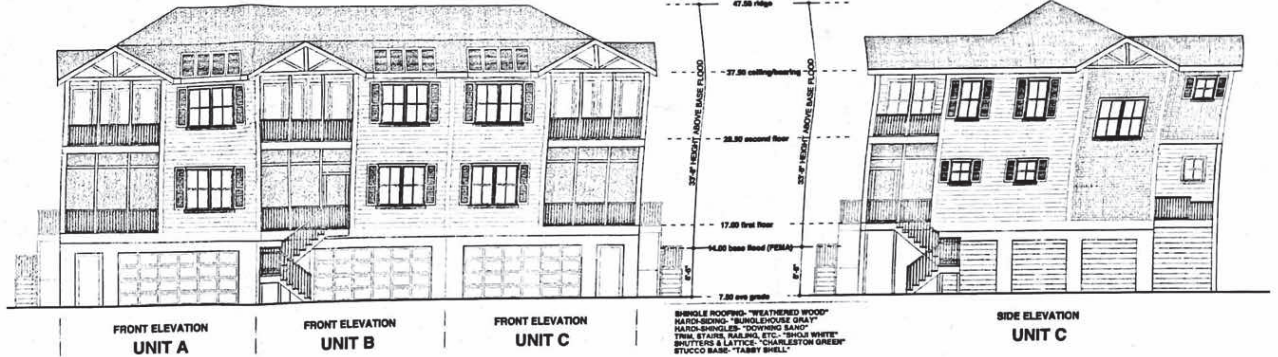 47.58 ridge
37.50 ceiling/bearing
33'-6" HEIGHT ABOVE BASE FLOOD
33'-6" HEIGHT ABOVE BASE FLOOD
28.50 second floor
17.00 first floor
14.00 base flood (FEMA)
7.50 ave grade
FRONT ELEVATION
UNIT A
FRONT ELEVATION
UNIT B
FRONT ELEVATION
UNIT C
SHINGLE ROOFING- "WEATHERED WOOD"
HARDI-SIDING- "BUNGLEHOUSE GRAY"
HARDI-SHINGLES- "DOWNING SAND"
TRIM, STAIRS, RAILING, ETC.- "SHOJI WHITE"
SHUTTERS & LATTICE- "CHARLESTON GREEN"
STUCCO BASE- "TABBY SHELL"
SIDE ELEVATION
UNIT C